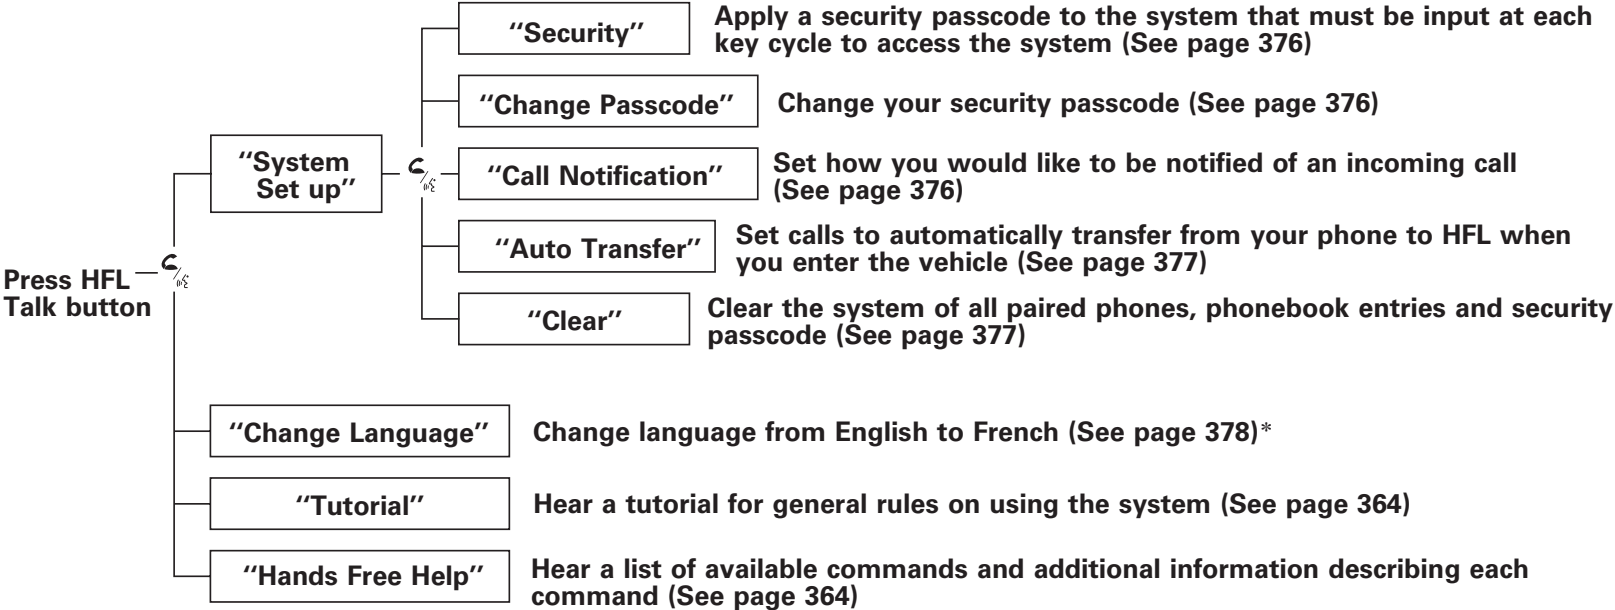 "Security"
Apply a security passcode to the system that must be input at each
key cycle to access the system (See page 376)
"Change Passcode"
Change your security passcode (See page 376)
"System
Set up"
"Call Notification"
Set how you would like to be notified of an incoming call
(See page 376)
"Auto Transfer"
Set calls to automatically transfer from your phone to HFL when
you enter the vehicle (See page 377)
Press HFL
Talk button
"Clear"
Clear the system of all paired phones, phonebook entries and security
passcode (See page 377)
"Change Language"
Change language from English to French (See page 378)*
"Tutorial"
Hear a tutorial for general rules on using the system (See page 364)
"Hands Free Help"
Hear a list of available commands and additional information describing each
command (See page 364)